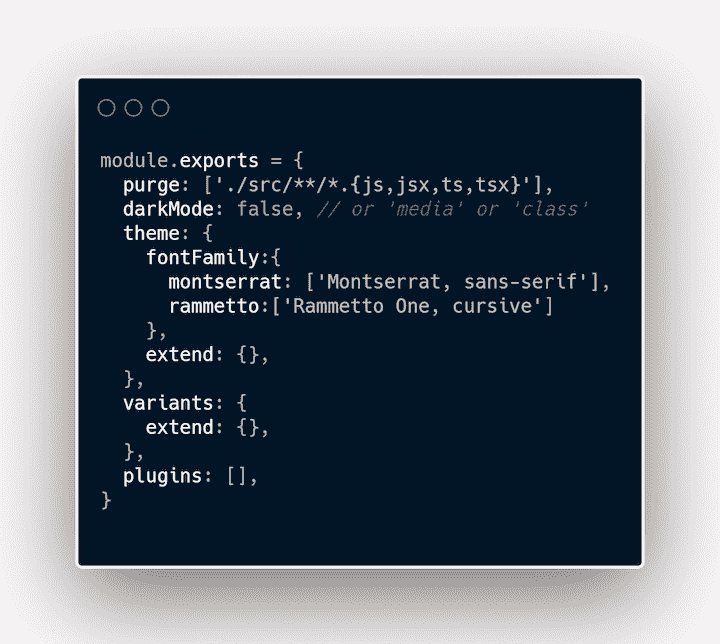 module.exports = {
  purge: ['./src/**/*.{js,jsx,ts,tsx}'],
  darkMode: false, // or 'media' or 'class'
  theme: {
    fontFamily:{
      montserrat: ['Montserrat, sans-serif'],
      rammetto:['Rammetto One, cursive']
    },
    extend: {},
  },
  variants: {
    extend: {},
  },
  plugins: [],
}